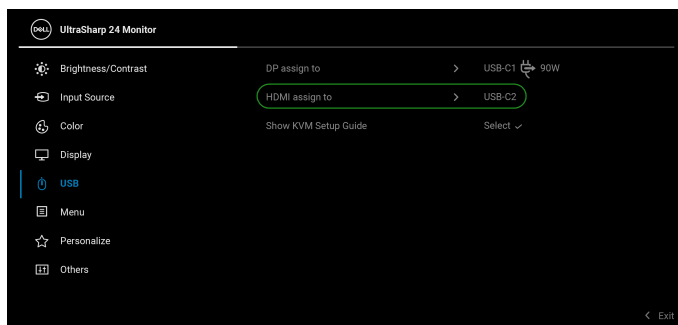 DELL UltraSharp 24 Monitor
Brightness/Contrast DP assign to > USB-C1 90W
Input Source HDMI assign to > USB-C2
Color Show KVM Setup Guide Select ✓
Display
USB
Menu
Personalize
Others
< Exit